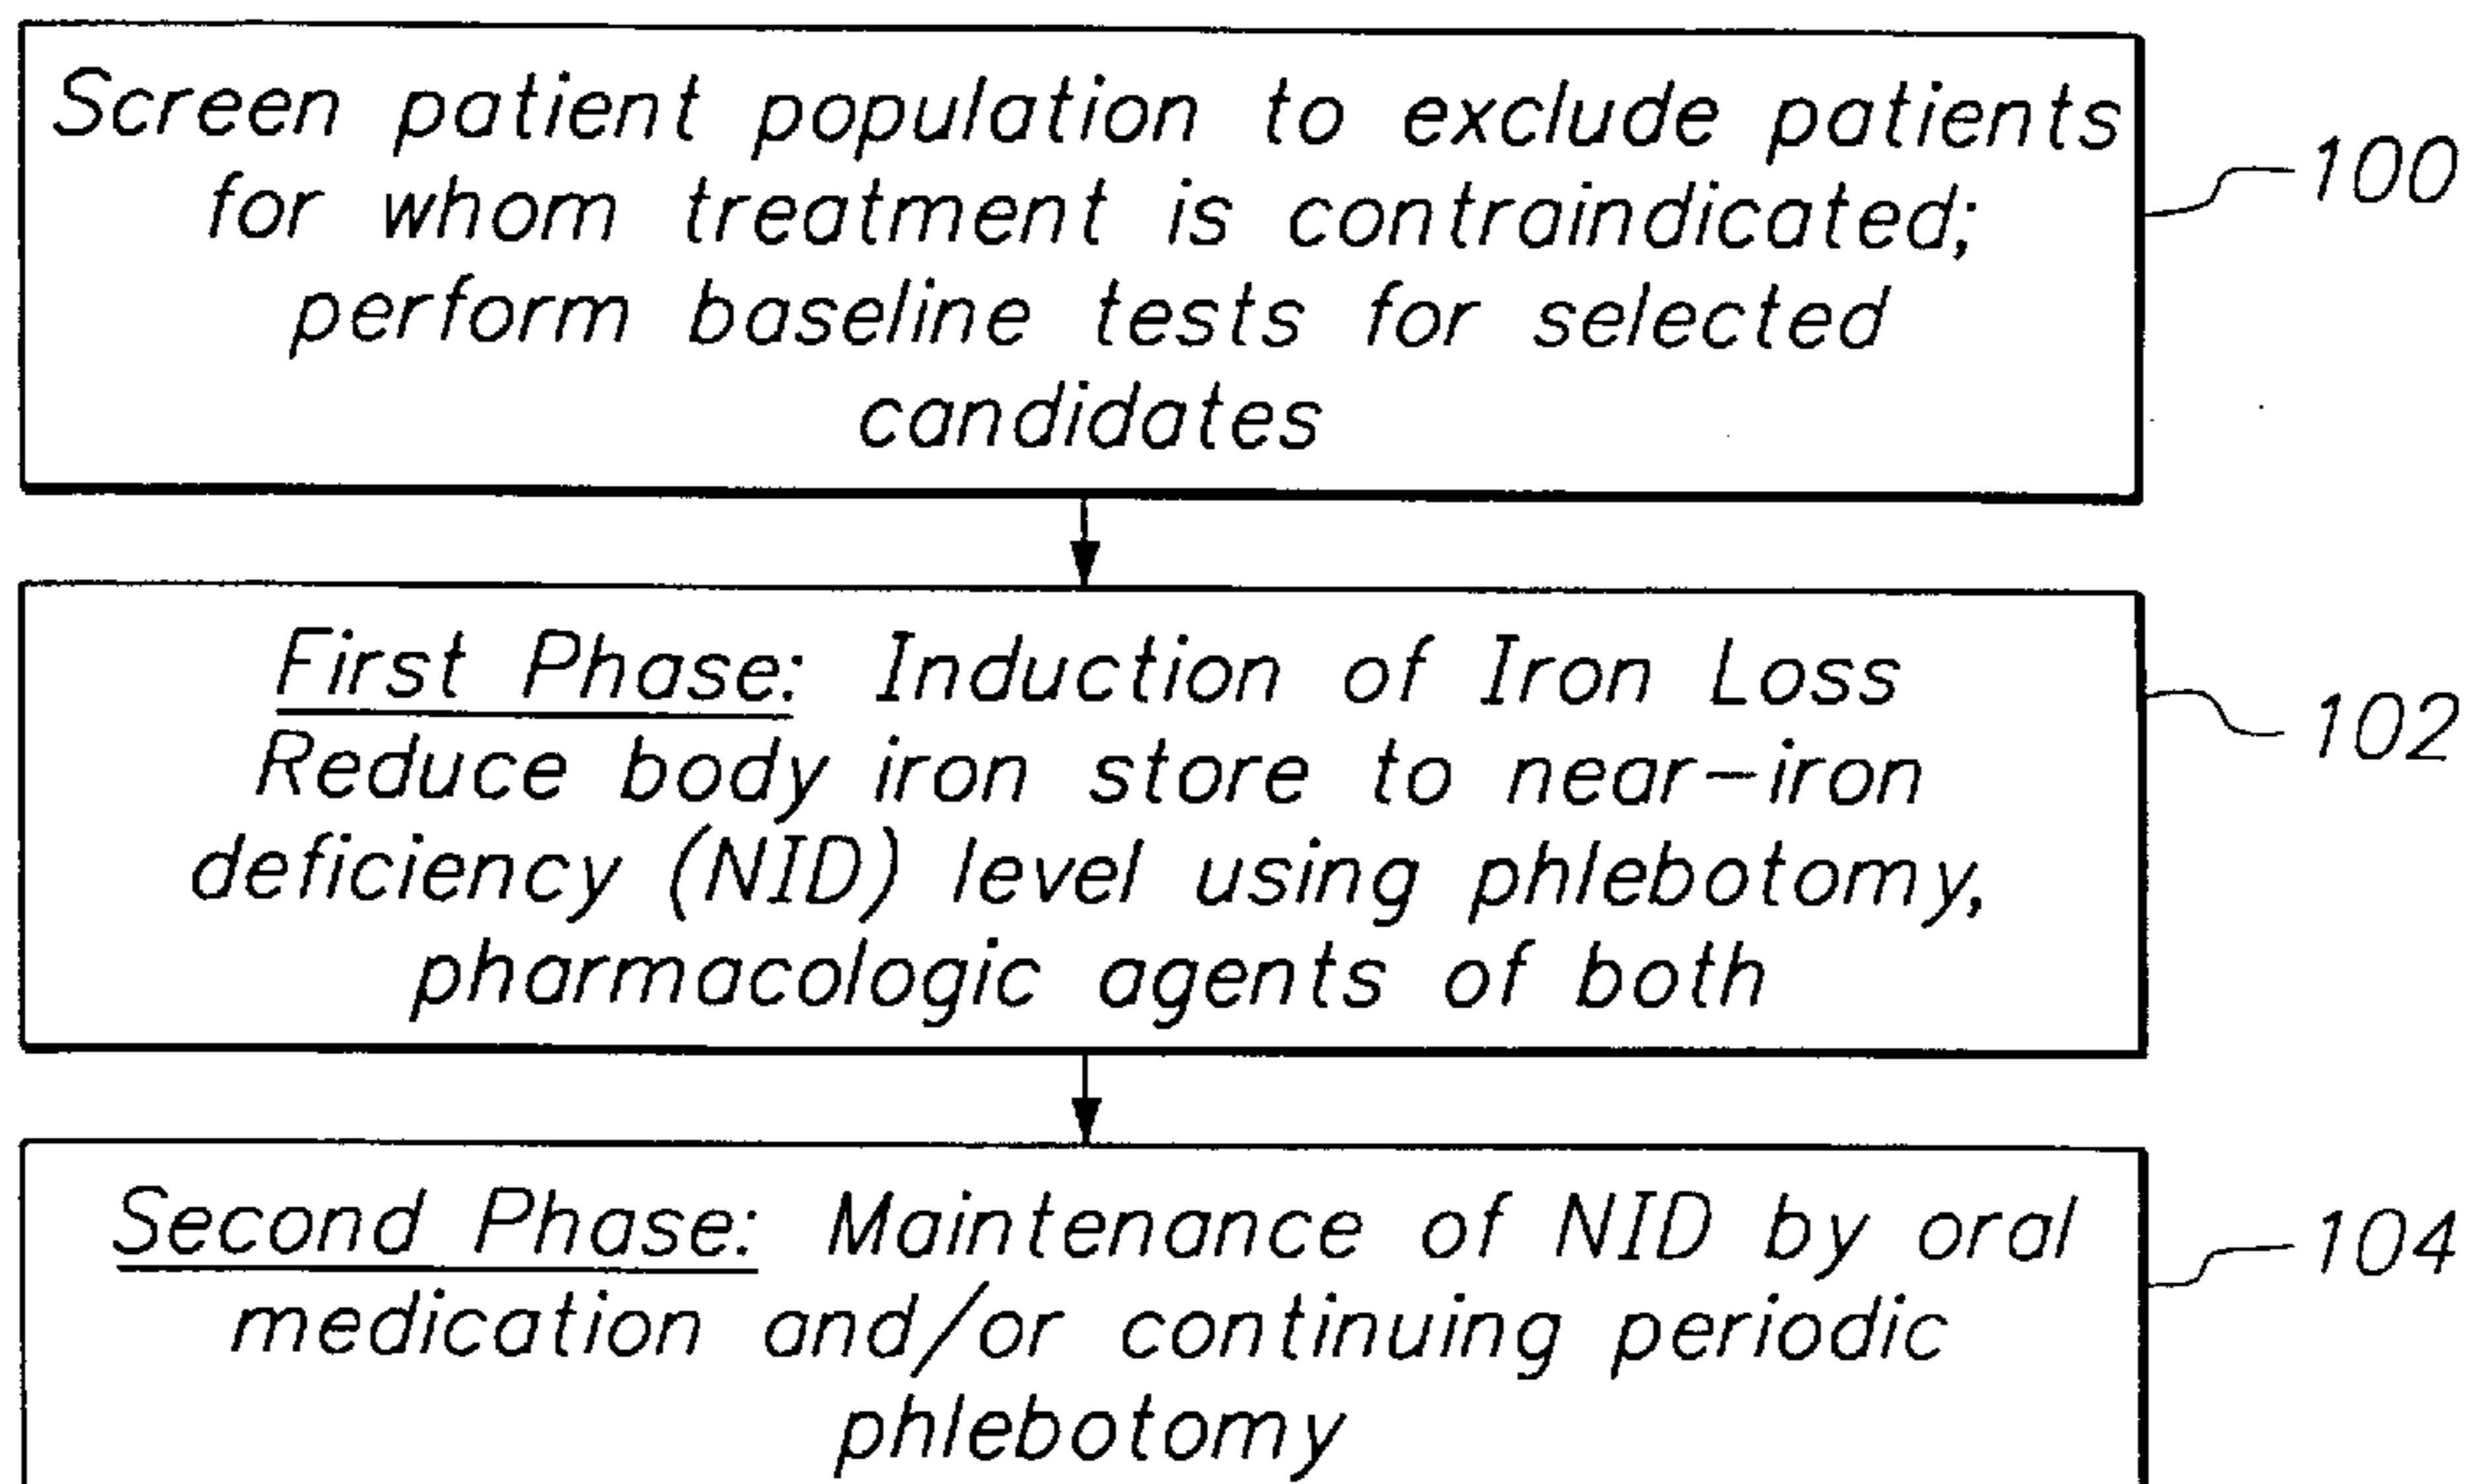 Screen patient population to exclude patients
for whom treatment is contraindicated;
perform baseline tests for selected
candidates
100
First Phase: Induction of Iron Loss
Reduce body iron store to near-iron
deficiency (NID) level using phlebotomy,
pharmacologic agents of both
102
Second Phase: Maintenance of NID by oral
medication and/or continuing periodic
phlebotomy
104